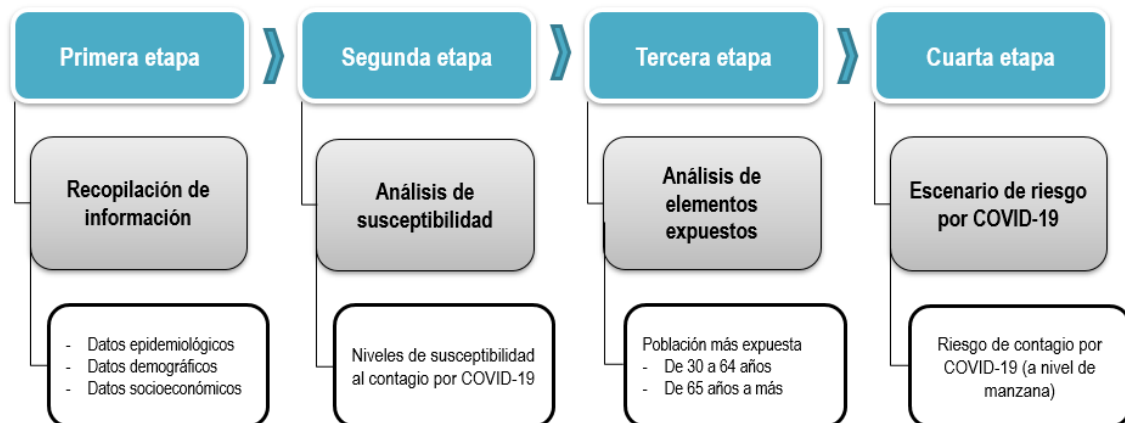 Primera etapa
Segunda etapa
Tercera etapa
Cuarta etapa
Recopilación de
información
Análisis de
susceptibilidad
Análisis de
elementos
expuestos
Escenario de riesgo
por COVID-19
- Datos epidemiológicos
- Datos demográficos
- Datos socioeconómicos
Niveles de susceptibilidad
al contagio por COVID-19
Población más expuesta
- De 30 a 64 años
- De 65 años a más
Riesgo de contagio por
COVID-19 (a nivel de
manzana)